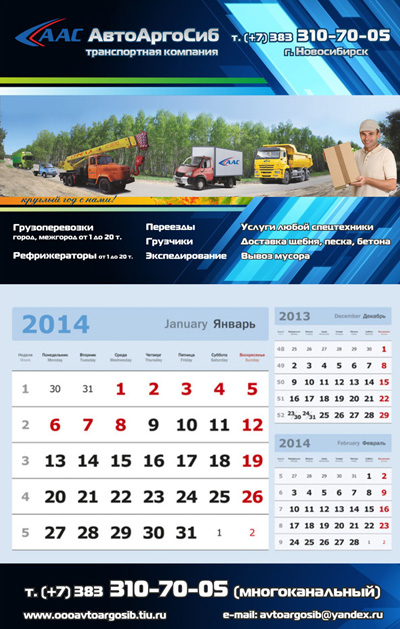 ААС АвтоАргоСиб
транспортная компания
т. (+7) 383 310-70-05
г. Новосибирск
ААС
круглый год с нами!
Грузоперевозки
город, межгород от 1 до 20 т.
Рефрижераторы от 1 до 20 т.
Переезды
Грузчики
Экспедирование
Услуги любой спецтехники
Доставка щебня, песка, бетона
Вывоз мусора
2014 January Январь
Неделя Понедельник Вторник Среда Четверг Пятница Суббота Воскресенье
Week Monday Tuesday Wednesday Thursday Friday Saturday Sunday
1 30 31 1 2 3 4 5
2 6 7 8 9 10 11 12
3 13 14 15 16 17 18 19
4 20 21 22 23 24 25 26
5 27 28 29 30 31 1 2
2013
December Декабрь
48 25 26 27 28 29 30 1
49 2 3 4 5 6 7 8
50 9 10 11 12 13 14 15
51 16 17 18 19 20 21 22
52 23/30 24/31 25 26 27 28 29
2014
February Февраль
5 27 28 29 30 31 1 2
6 3 4 5 6 7 8 9
7 10 11 12 13 14 15 16
8 17 18 19 20 21 22 23
9 24 25 26 27 28 1 2
т. (+7) 383 310-70-05 (многоканальный)
www.oooavtoargosib.tiu.ru
e-mail: avtoargosib@yandex.ru